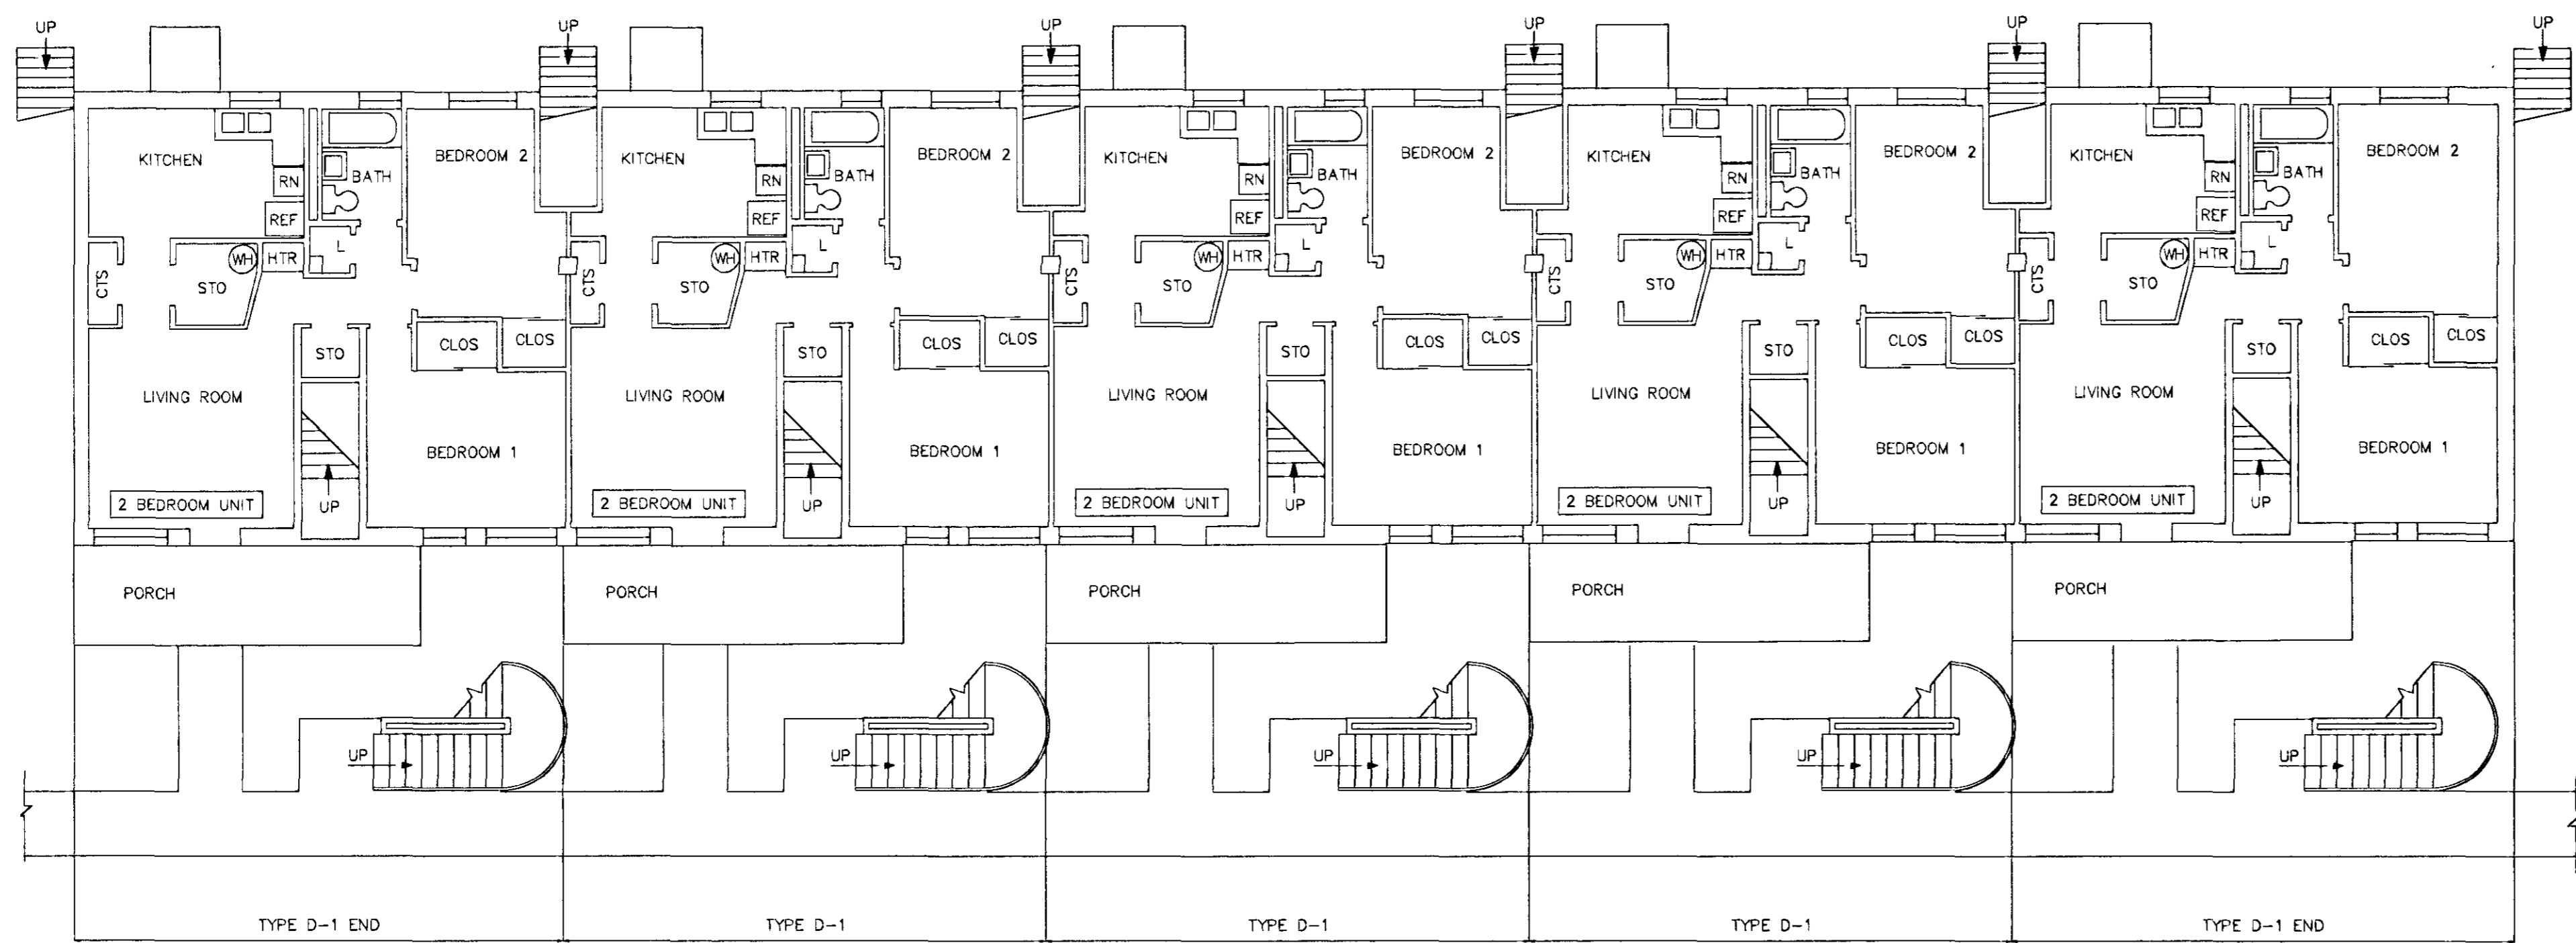 UP UP UP UP UP UP
KITCHEN BATH BEDROOM 2 KITCHEN BATH BEDROOM 2 KITCHEN BATH BEDROOM 2 KITCHEN BATH BEDROOM 2 KITCHEN BATH BEDROOM 2
RN RN RN RN RN
REF REF REF REF REF
L L L L L
CTS WH HTR CTS WH HTR CTS WH HTR CTS WH HTR CTS WH HTR
STO STO STO STO STO
STO CLOS CLOS STO CLOS CLOS STO CLOS CLOS STO CLOS CLOS STO CLOS CLOS
LIVING ROOM LIVING ROOM LIVING ROOM LIVING ROOM LIVING ROOM
BEDROOM 1 BEDROOM 1 BEDROOM 1 BEDROOM 1 BEDROOM 1
2 BEDROOM UNIT UP 2 BEDROOM UNIT UP 2 BEDROOM UNIT UP 2 BEDROOM UNIT UP 2 BEDROOM UNIT UP
PORCH PORCH PORCH PORCH PORCH
UP UP UP UP UP
TYPE D-1 END TYPE D-1 TYPE D-1 TYPE D-1 TYPE D-1 END